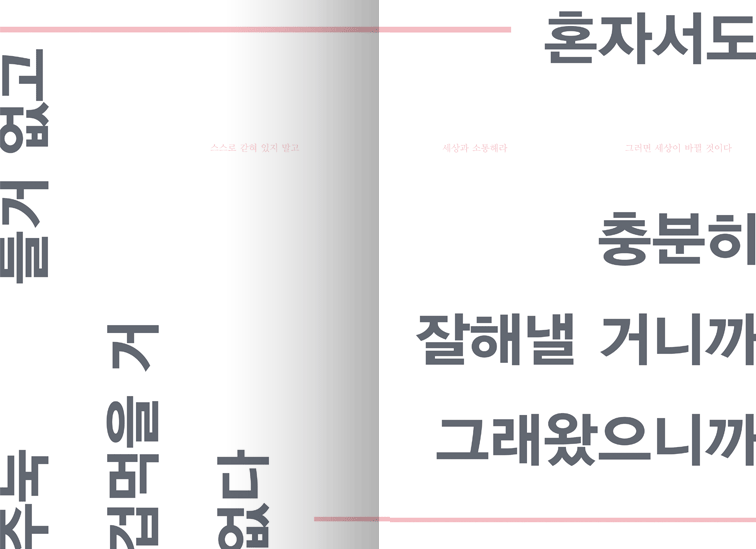 주눅 들거 없고
겁먹을 거
없다
스스로 갇혀 있지 말고
세상과 소통해라
그러면 세상이 바뀔 것이다
혼자서도
충분히
잘해낼 거니까
그래왔으니까